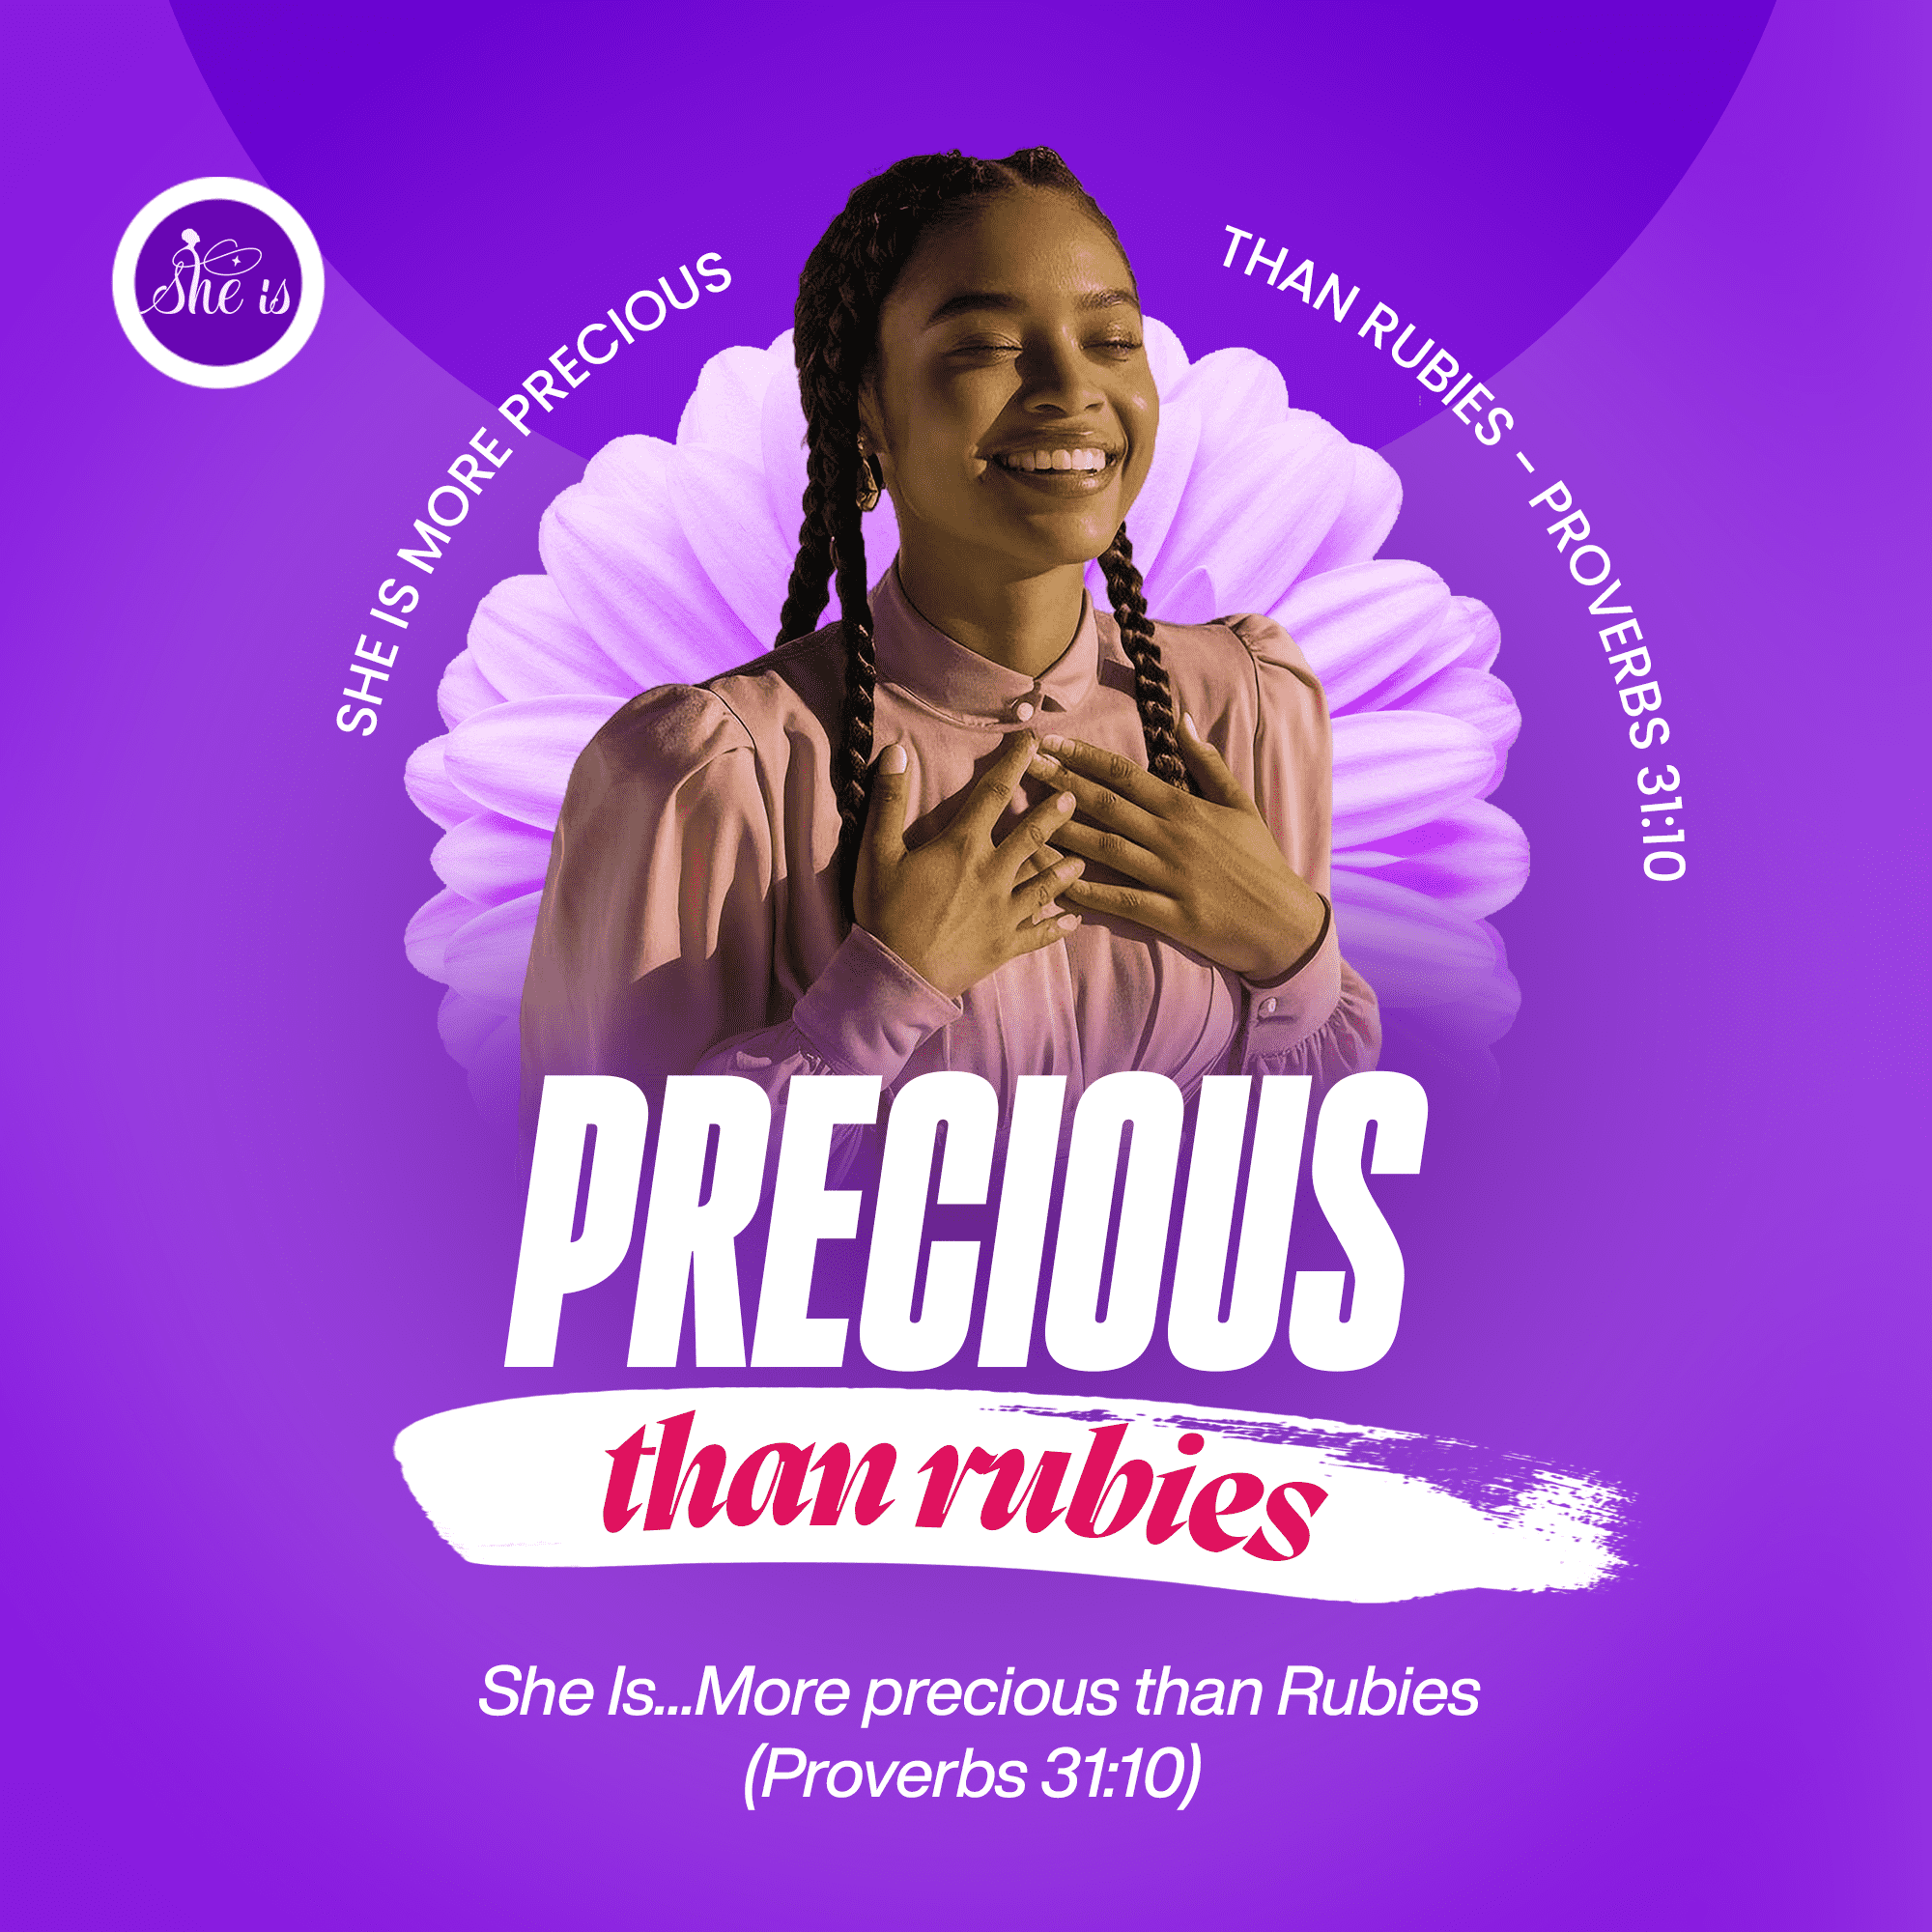 She is
SHE IS MORE PRECIOUS
THAN RUBIES – PROVERBS 31:10
PRECIOUS
than rubies
She Is...More precious than Rubies
(Proverbs 31:10)